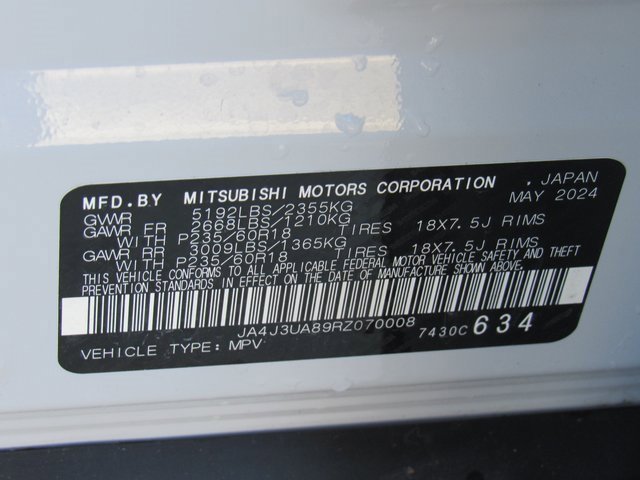 MFD.BY MITSUBISHI MOTORS CORPORATION , JAPAN
MAY 2024
GVWR 5192LBS/2355KG
GAWR FR 2668LBS/1210KG
WITH P235/60R18 TIRES 18X7.5J RIMS
GAWR RR 3009LBS/1365KG
WITH P235/60R18 TIRES 18X7.5J RIMS
THIS VEHICLE CONFORMS TO ALL APPLICABLE FEDERAL MOTOR VEHICLE SAFETY AND THEFT
PREVENTION STANDARDS IN EFFECT ON THE DATE OF MANUFACTURE SHOWN ABOVE.
JA4J3UA89RZ070008 7430C 634
VEHICLE TYPE: MPV